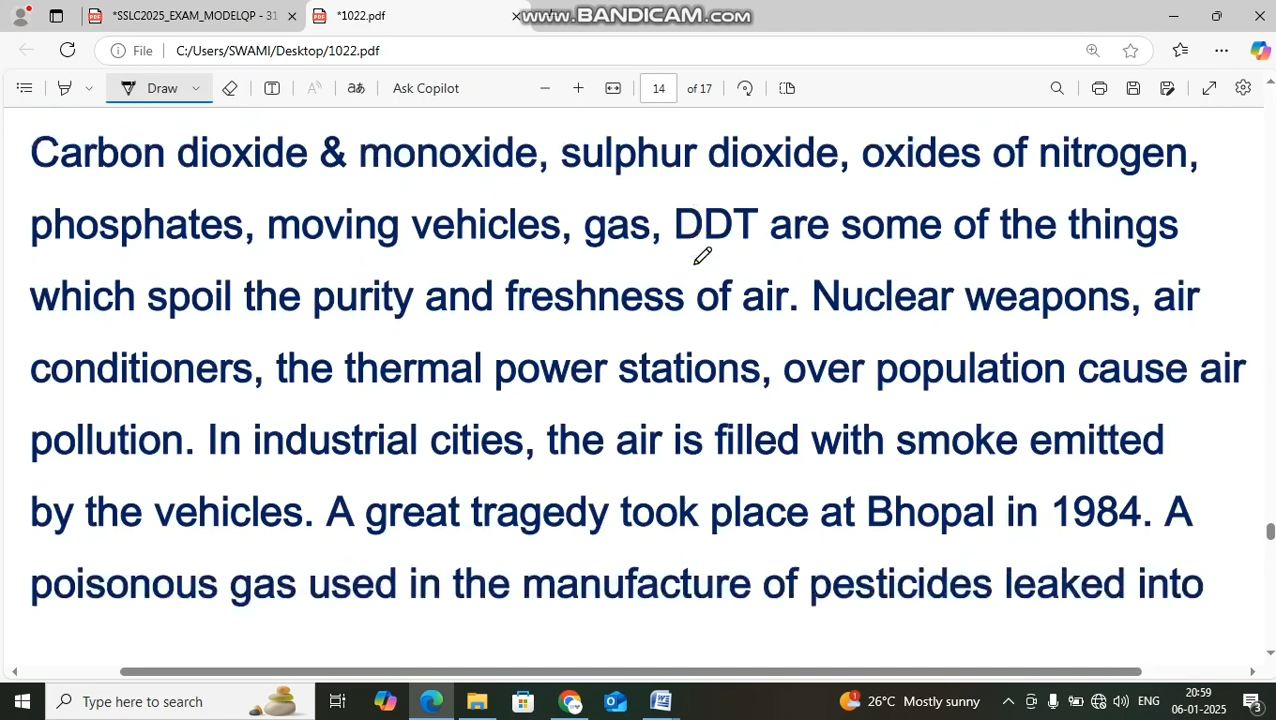 *SSLC2025_EXAM_MODELQP - 31
*1022.pdf
www.BANDICAM.com
File
C:/Users/SWAMI/Desktop/1022.pdf
Draw
Ask Copilot
14
of 17
Carbon dioxide & monoxide, sulphur dioxide, oxides of nitrogen,
phosphates, moving vehicles, gas, DDT are some of the things
which spoil the purity and freshness of air. Nuclear weapons, air
conditioners, the thermal power stations, over population cause air
pollution. In industrial cities, the air is filled with smoke emitted
by the vehicles. A great tragedy took place at Bhopal in 1984. A
poisonous gas used in the manufacture of pesticides leaked into
Type here to search
26°C Mostly sunny
ENG
20:59
06-01-2025